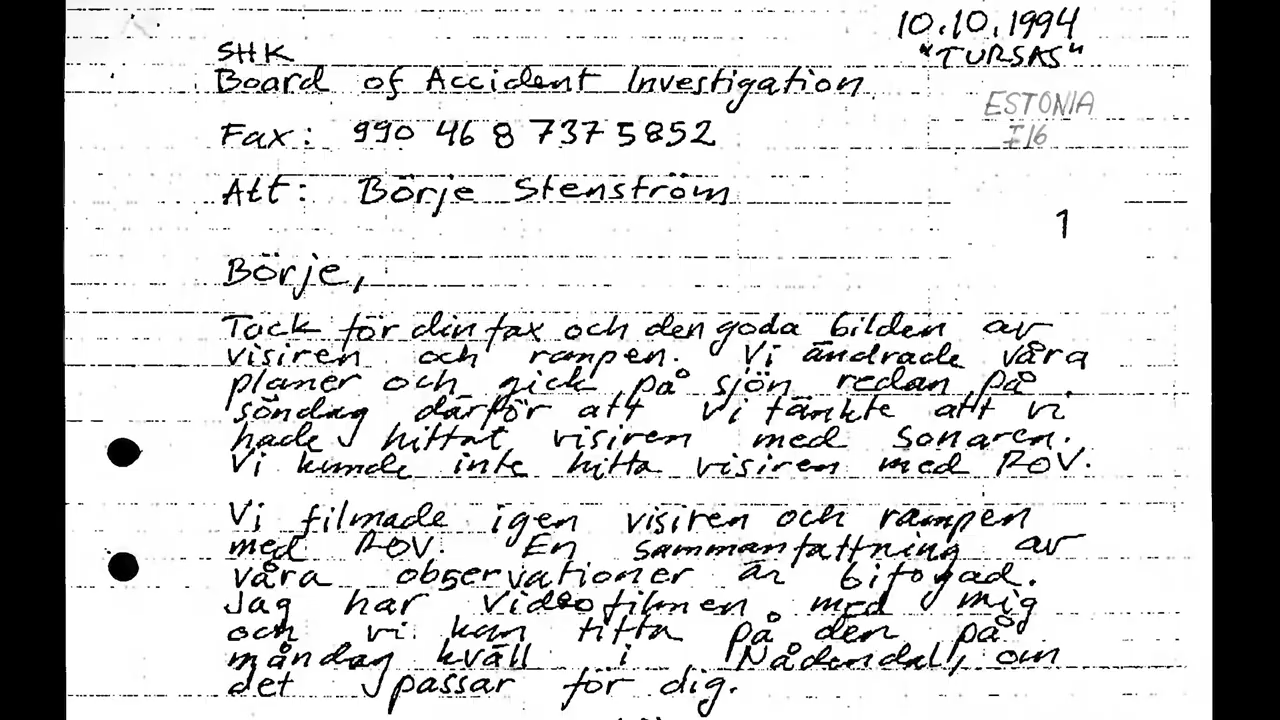 10.10.1994
"TURSAS"
SHK
Board of Accident Investigation
ESTONIA
I16
Fax: 990 46 8 737 5852
Att: Börje Stenström
1
Börje,
Tack för din fax och den goda bilden av
visiren och rampen. Vi ändrade våra
planer och gick på sjön redan på
söndag därför att vi tänkte att vi
hade hittat visiren med sonaren.
Vi kunde inte hitta visiren med ROV.
Vi filmade igen visiren och rampen
med ROV. En sammanfattning av
våra observationer är bifogad.
Jag har videofilmen med mig
och vi kan titta på den på
måndag kväll i Nådendal, om
det passar för dig.